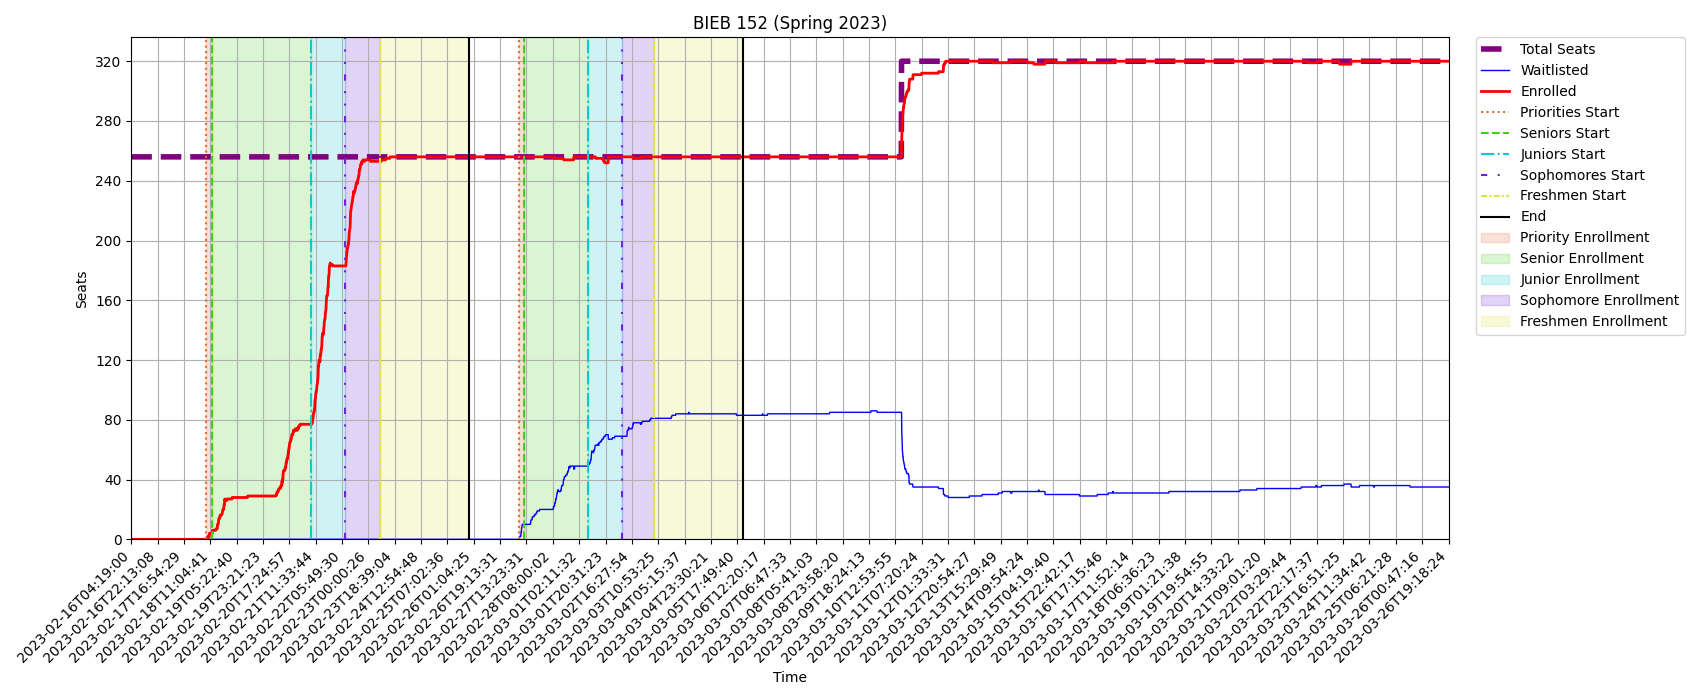 BIEB 152 (Spring 2023)
Seats
320
280
240
200
160
120
80
40
0
2023-02-16T04:19:00
2023-02-16T22:13:08
2023-02-17T16:54:29
2023-02-18T11:04:41
2023-02-19T05:22:40
2023-02-19T23:21:23
2023-02-20T17:24:57
2023-02-21T11:33:44
2023-02-22T05:49:30
2023-02-23T00:00:26
2023-02-23T18:39:04
2023-02-24T12:54:48
2023-02-25T07:02:36
2023-02-26T01:04:25
2023-02-26T19:13:31
2023-02-27T13:23:31
2023-02-28T08:00:02
2023-03-01T02:11:32
2023-03-01T20:31:23
2023-03-02T16:27:54
2023-03-03T10:53:25
2023-03-04T05:15:37
2023-03-04T23:30:21
2023-03-05T17:49:40
2023-03-06T12:20:17
2023-03-07T06:47:33
2023-03-08T05:41:03
2023-03-08T23:58:20
2023-03-09T18:24:13
2023-03-10T12:53:55
2023-03-11T07:20:24
2023-03-12T01:33:31
2023-03-12T20:54:27
2023-03-13T15:29:49
2023-03-14T09:54:24
2023-03-15T04:19:40
2023-03-15T22:42:17
2023-03-16T17:15:46
2023-03-17T11:52:14
2023-03-18T06:36:23
2023-03-19T01:21:38
2023-03-19T19:54:55
2023-03-20T14:33:22
2023-03-21T09:01:20
2023-03-22T03:29:44
2023-03-22T22:17:37
2023-03-23T16:51:25
2023-03-24T11:34:42
2023-03-25T06:21:28
2023-03-26T00:47:16
2023-03-26T19:18:24
Time
Total Seats
Waitlisted
Enrolled
Priorities Start
Seniors Start
Juniors Start
Sophomores Start
Freshmen Start
End
Priority Enrollment
Senior Enrollment
Junior Enrollment
Sophomore Enrollment
Freshmen Enrollment